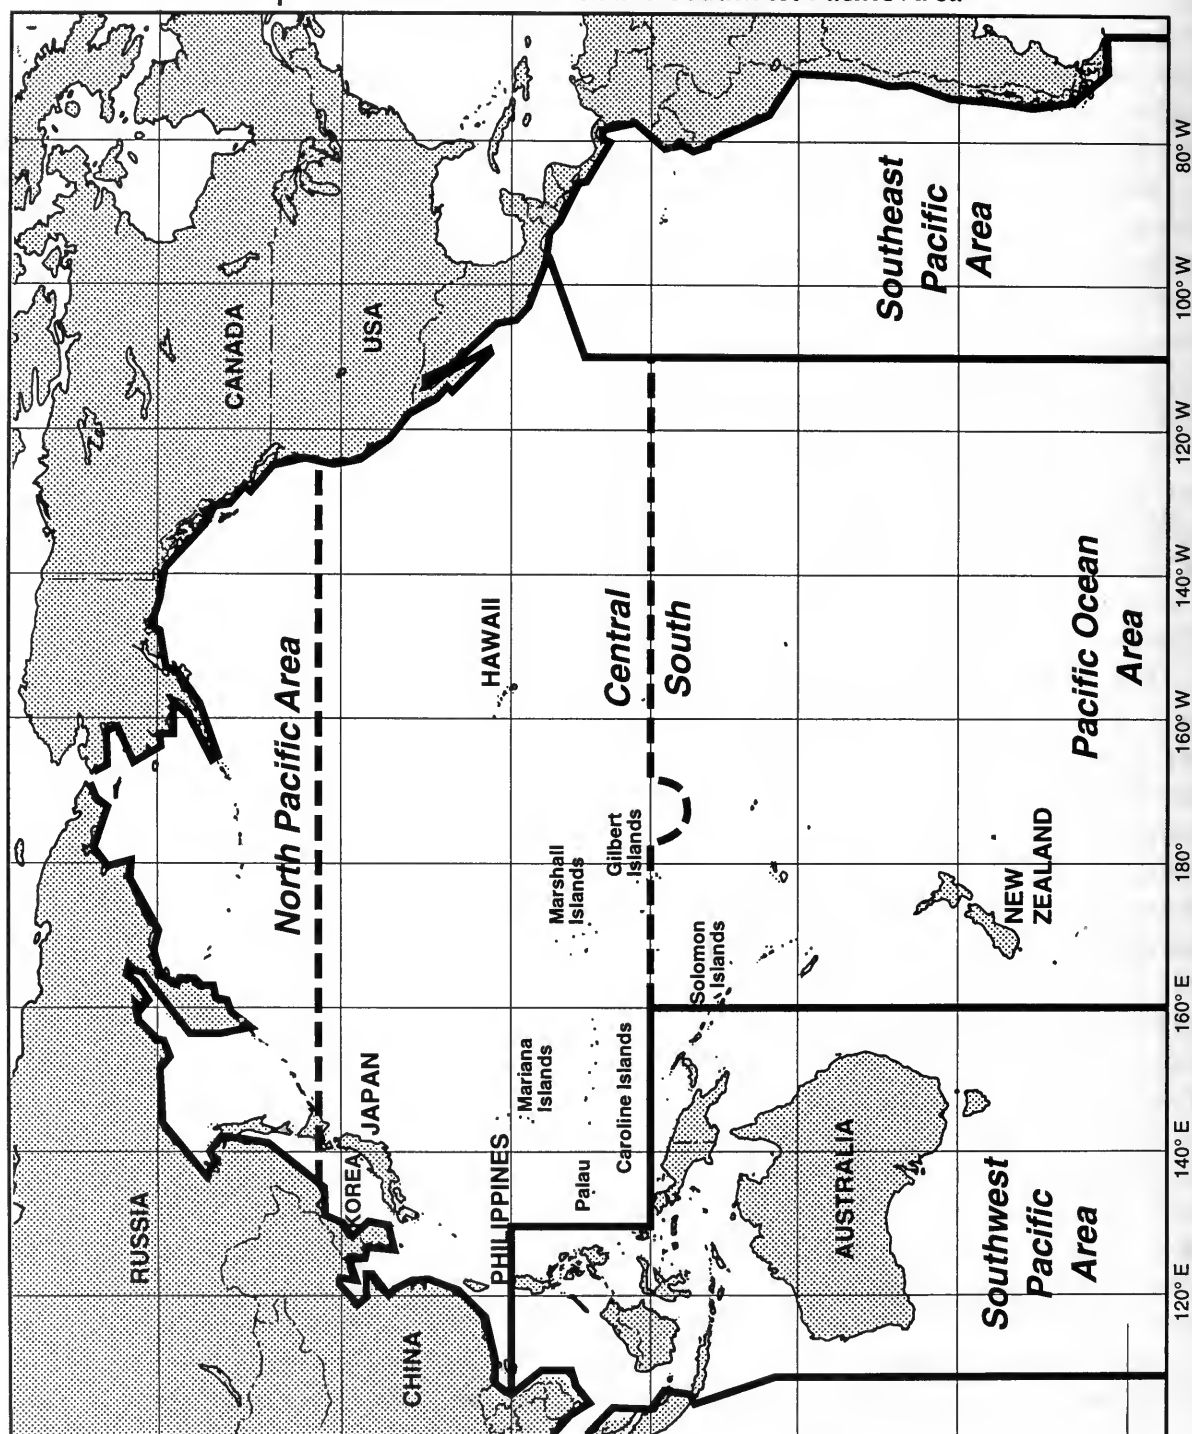 RUSSIA
CANADA
USA
North Pacific Area
KOREA
JAPAN
CHINA
PHILIPPINES
HAWAII
Mariana
Islands
Marshall
Islands
Palau
Caroline Islands
Gilbert
Islands
Central
South
Solomon
Islands
AUSTRALIA
NEW
ZEALAND
Southeast
Pacific
Area
Southwest
Pacific
Area
Pacific Ocean
Area
120° E
140° E
160° E
180°
160° W
140° W
120° W
100° W
80° W